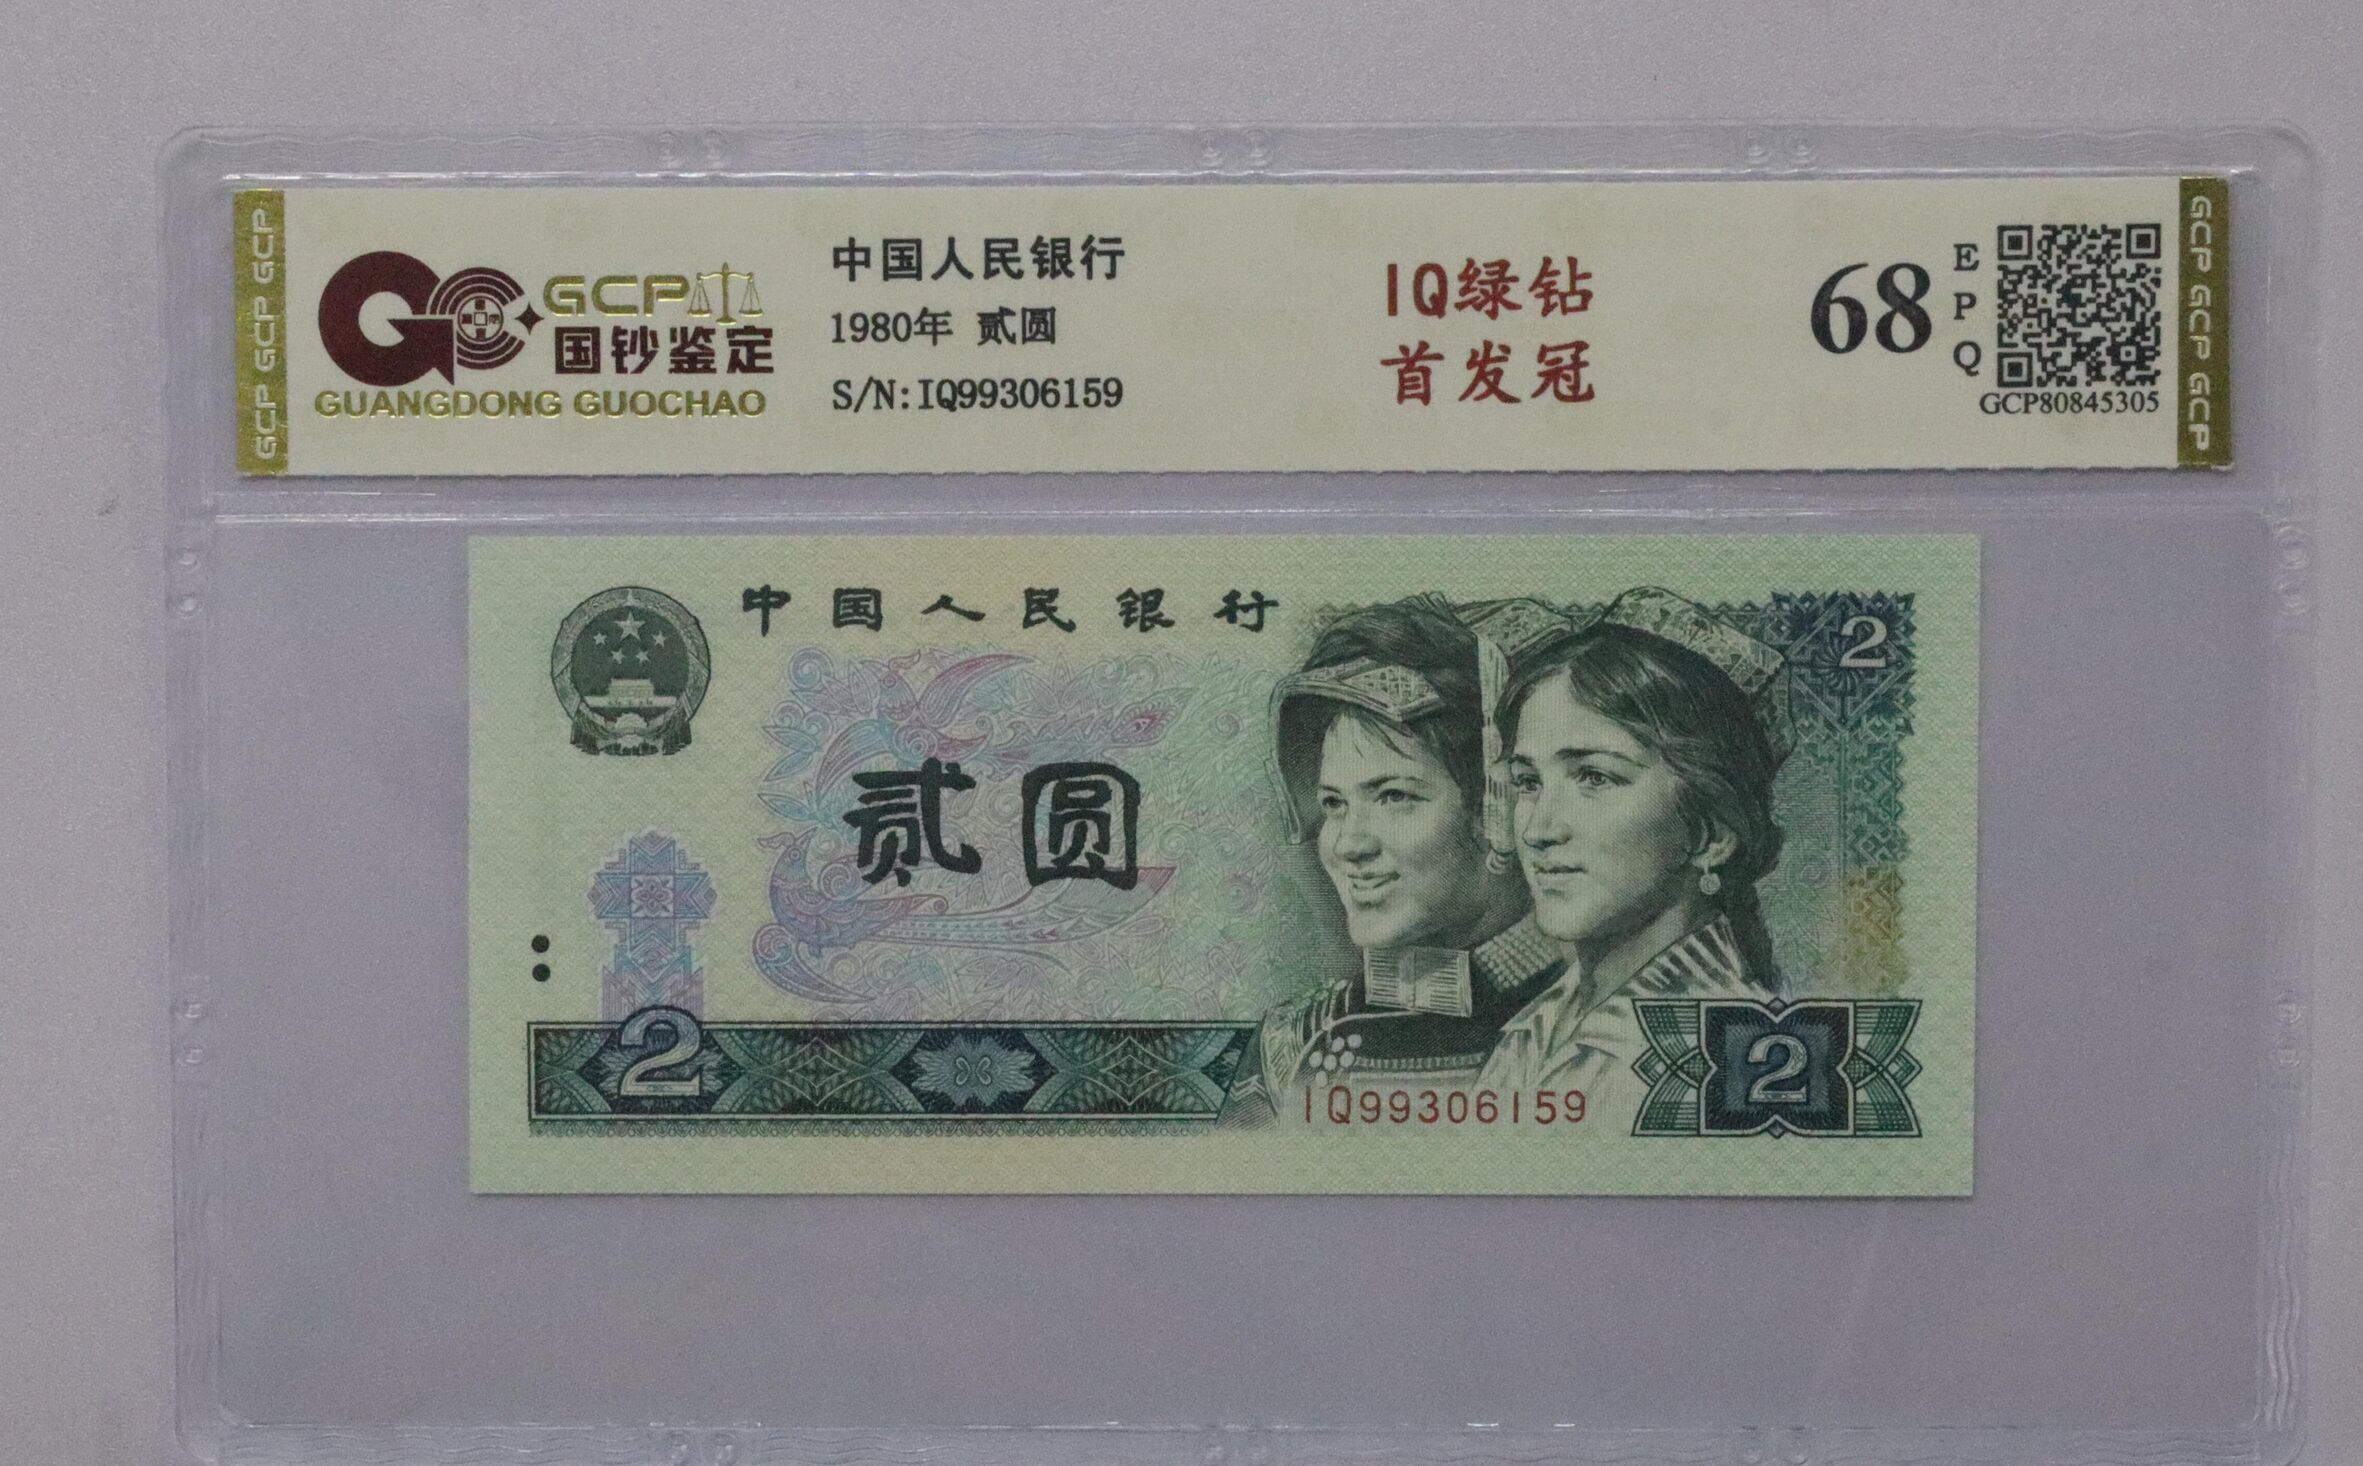 GCP GCP GCP
GCP
国钞鉴定
GUANGDONG GUOCHAO
中国人民银行
1980年 贰圆
S/N:IQ99306159
IQ绿钻
首发冠
68
EPQ
GCP80845305
GCP GCP GCP
中国人民银行
2
贰圆
2
IQ99306159
2